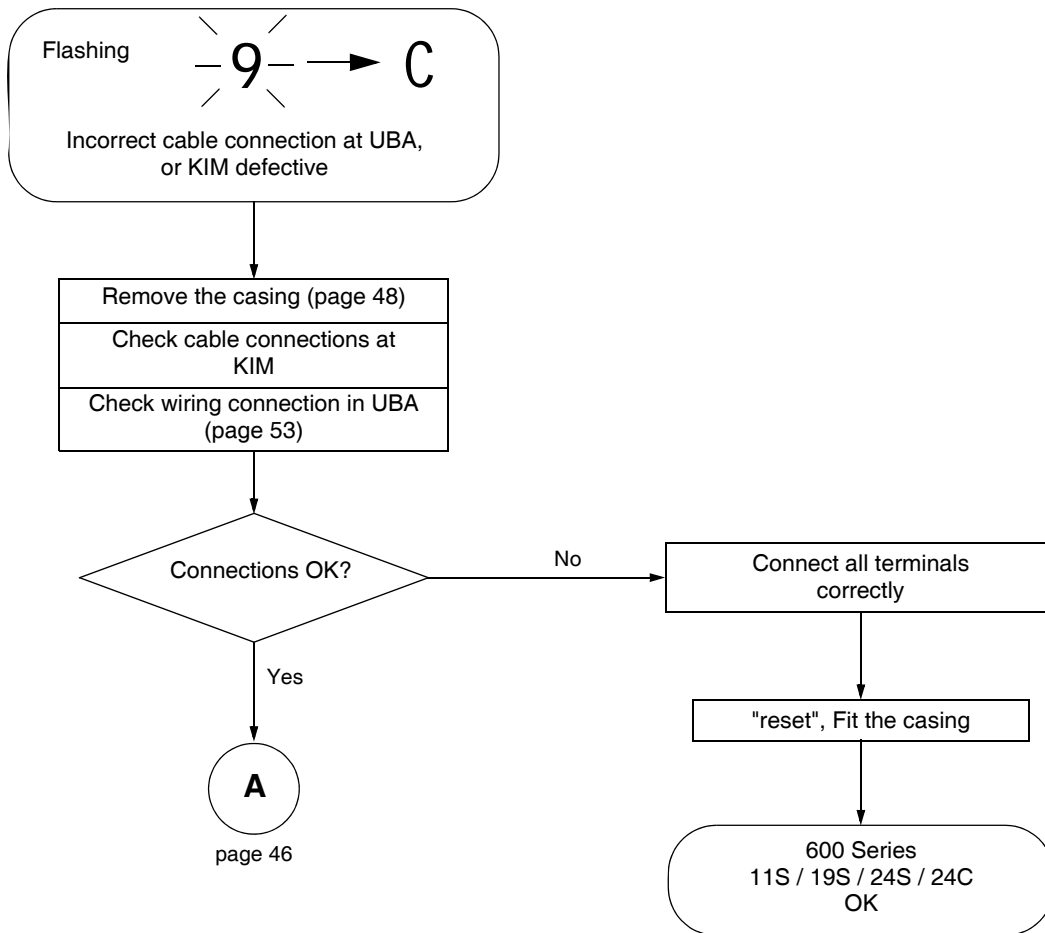 Flashing
9
C
Incorrect cable connection at UBA,
or KIM defective
Remove the casing (page 48)
Check cable connections at
KIM
Check wiring connection in UBA
(page 53)
Connections OK?
No
Connect all terminals
correctly
Yes
"reset", Fit the casing
A
page 46
600 Series
11S / 19S / 24S / 24C
OK